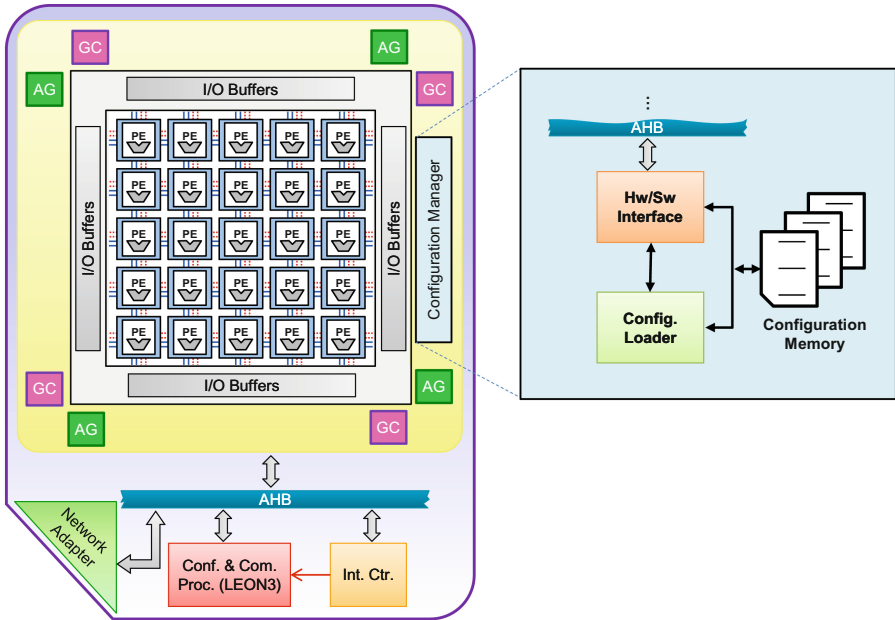 GC
AG
I/O Buffers
AG
GC
I/O Buffers
PE PE PE PE PE
PE PE PE PE PE
PE PE PE PE PE
PE PE PE PE PE
PE PE PE PE PE
I/O Buffers
Configuration Manager
I/O Buffers
GC
AG
AG
GC
AHB
Network
Adapter
Conf. & Com.
Proc. (LEON3)
Int. Ctr.
...
AHB
Hw/Sw
Interface
Config.
Loader
Configuration
Memory